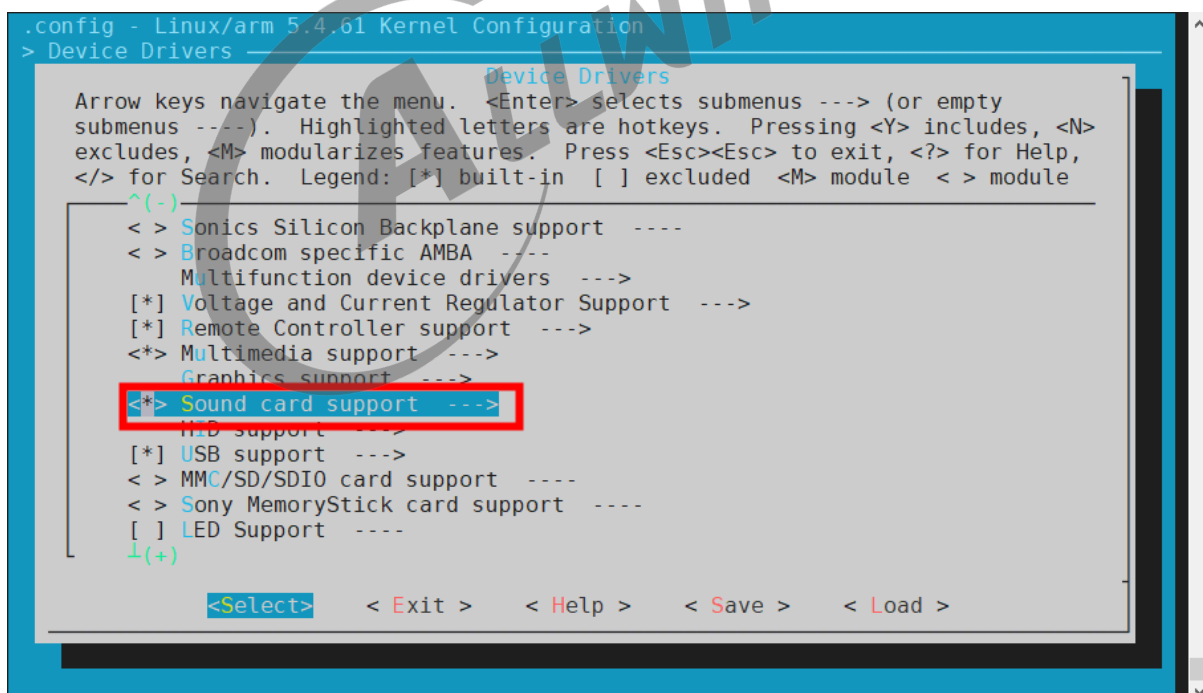 .config - Linux/arm 5.4.61 Kernel Configuration
> Device Drivers
Device Drivers
Arrow keys navigate the menu.  <Enter> selects submenus ---> (or empty
submenus ----).  Highlighted letters are hotkeys.  Pressing <Y> includes, <N>
excludes, <M> modularizes features.  Press <Esc><Esc> to exit, <?> for Help,
</> for Search.  Legend: [*] built-in  [ ] excluded  <M> module  < > module
^(-)
< > Sonics Silicon Backplane support  ----
< > Broadcom specific AMBA  ----
Multifunction device drivers  --->
[*] Voltage and Current Regulator Support  --->
[*] Remote Controller support  --->
<*> Multimedia support  --->
Graphics support  --->
<*> Sound card support  --->
HID support  --->
[*] USB support  --->
< > MMC/SD/SDIO card support  ----
< > Sony MemoryStick card support  ----
[ ] LED Support  ----
┴(+)
<Select>    < Exit >    < Help >    < Save >    < Load >